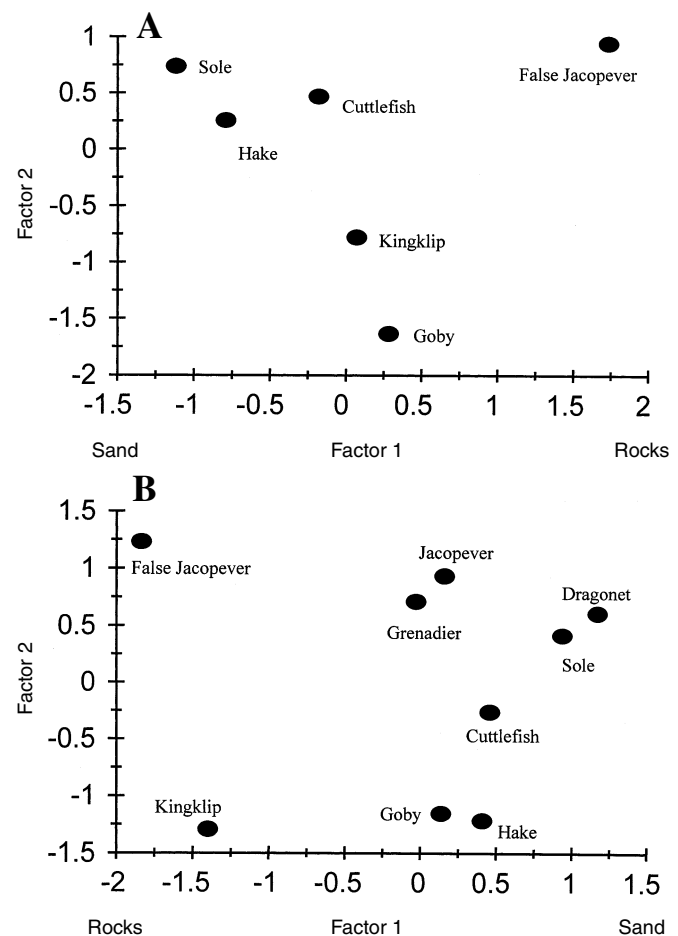 A
1
0.5
0
-0.5
-1
-1.5
-2
Factor 2
Sole
Hake
Cuttlefish
False Jacopever
Kingklip
Goby
-1.5 -1 -0.5 0 0.5 1 1.5 2
Sand Factor 1 Rocks
B
1.5
1
0.5
0
-0.5
-1
-1.5
Factor 2
False Jacopever
Jacopever
Grenadier
Dragonet
Sole
Cuttlefish
Kingklip
Goby
Hake
-2 -1.5 -1 -0.5 0 0.5 1 1.5
Rocks Factor 1 Sand